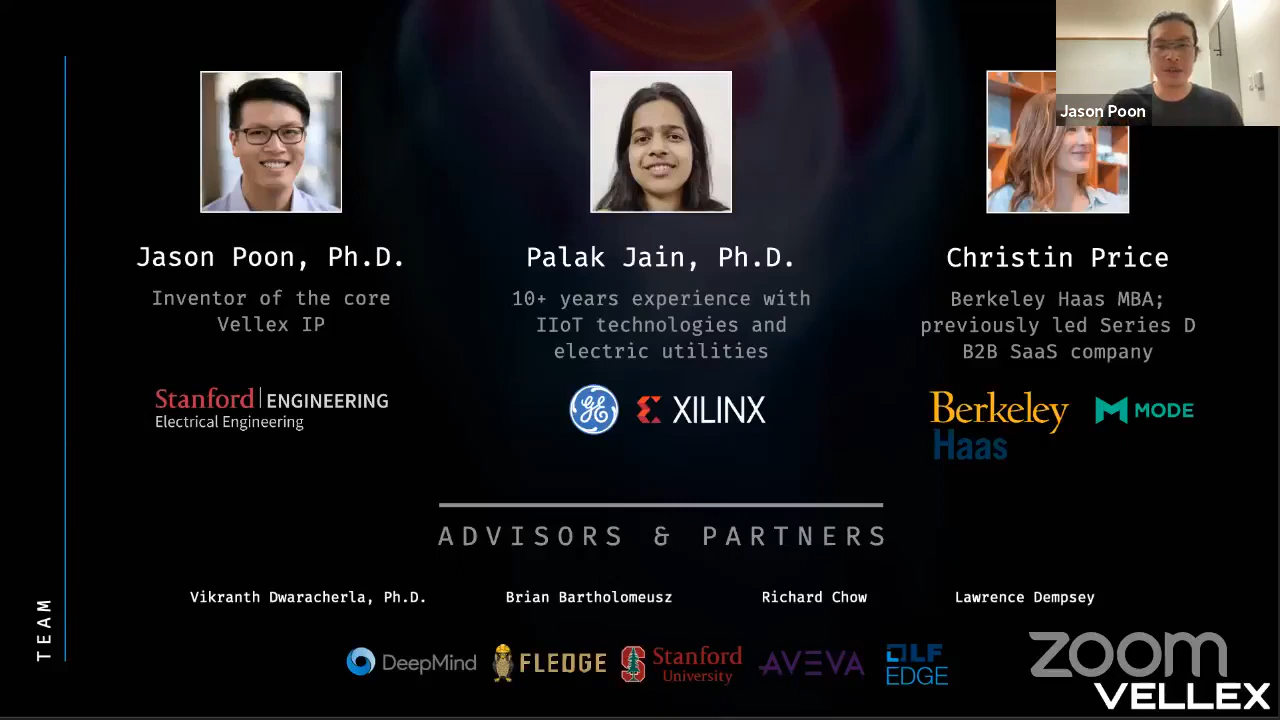 Jason Poon
Jason Poon, Ph.D.
Inventor of the core
Vellex IP
Stanford ENGINEERING
Electrical Engineering
Palak Jain, Ph.D.
10+ years experience with
IIoT technologies and
electric utilities
GE XILINX
Christin Price
Berkeley Haas MBA;
previously led Series D
B2B SaaS company
Berkeley
Haas
MODE
ADVISORS & PARTNERS
Vikranth Dwaracherla, Ph.D. Brian Bartholomeusz Richard Chow Lawrence Dempsey
DeepMind
FLEDGE
Stanford
University
AVEVA
LF
EDGE
TEAM
zoom
VELLEX